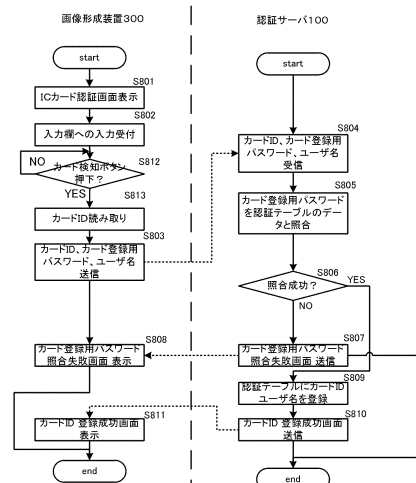 画像形成装置300
start
S801
ICカード認証画面表示
S802
入力欄への入力受付
NO
カード検知ボタン
押下？
S812
YES
S813
カードID読み取り
カードID、カード登録用
パスワード、ユーザ名
送信
S803
カード登録用パスワード
照合失敗画面 表示
S808
カードID 登録成功画面
表示
S811
end
認証サーバ100
start
S804
カードID、カード登録用
パスワード、ユーザ名
受信
S805
カード登録用パスワード
を認証テーブルのデー
タと照合
S806
照合成功？
YES
NO
カード登録用パスワード
照合失敗画面 送信
S807
S809
認証テーブルにカードID
ユーザ名を登録
S810
カードID 登録成功画面
送信
end